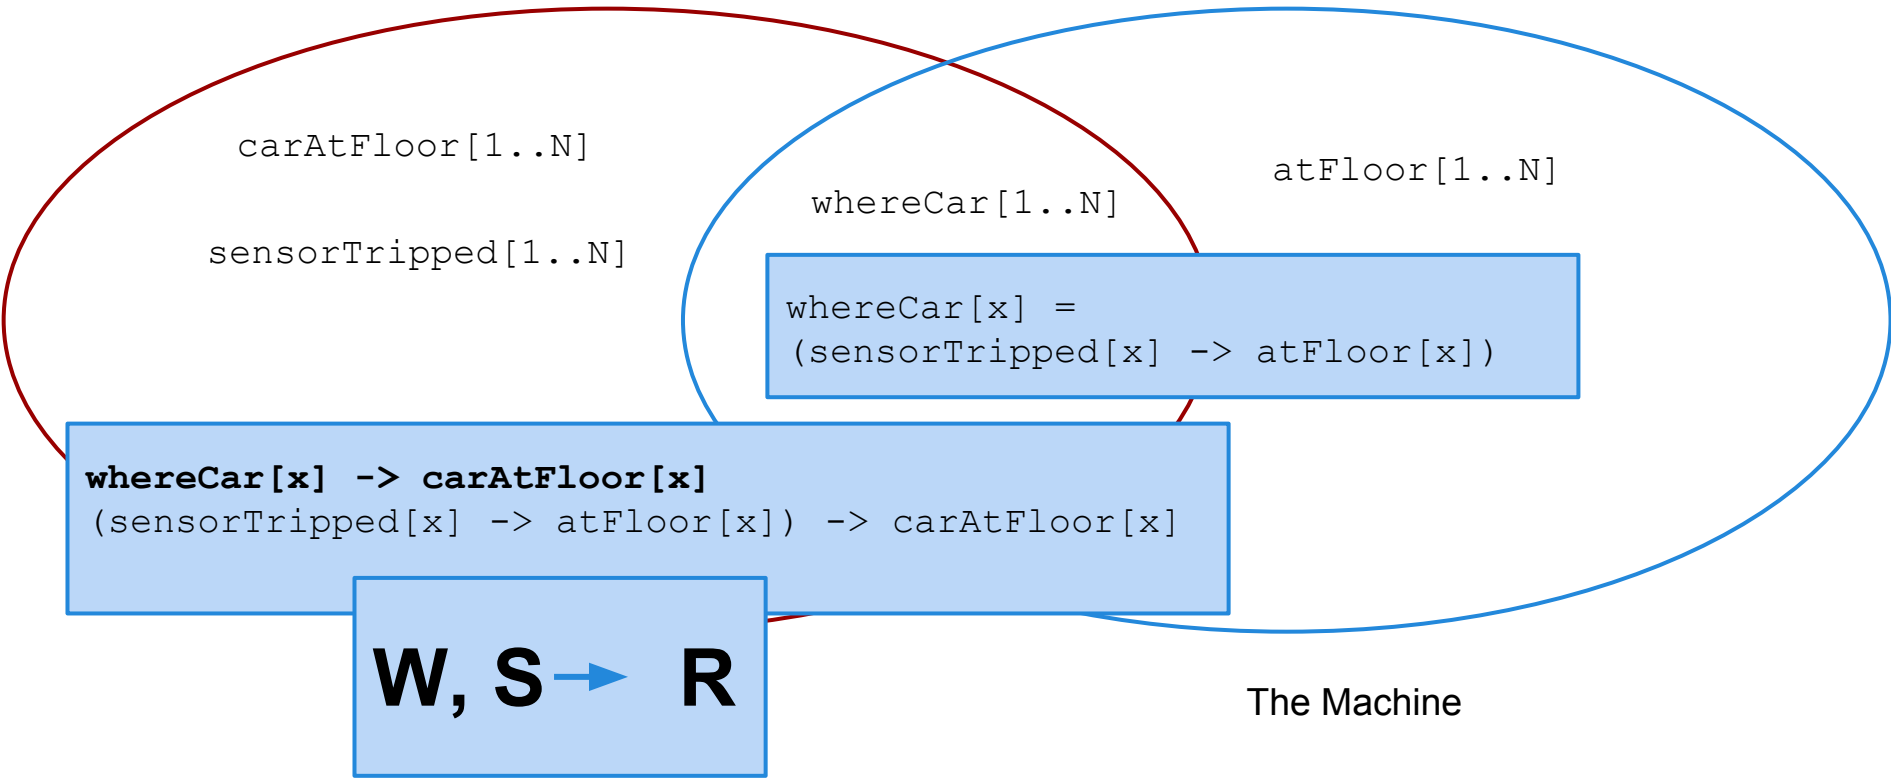 carAtFloor[1..N]
atFloor[1..N]
whereCar[1..N]
sensorTripped[1..N]
whereCar[x] =
(sensorTripped[x] -> atFloor[x])
whereCar[x] -> carAtFloor[x]
(sensorTripped[x] -> atFloor[x]) -> carAtFloor[x]
W, S R
The Machine